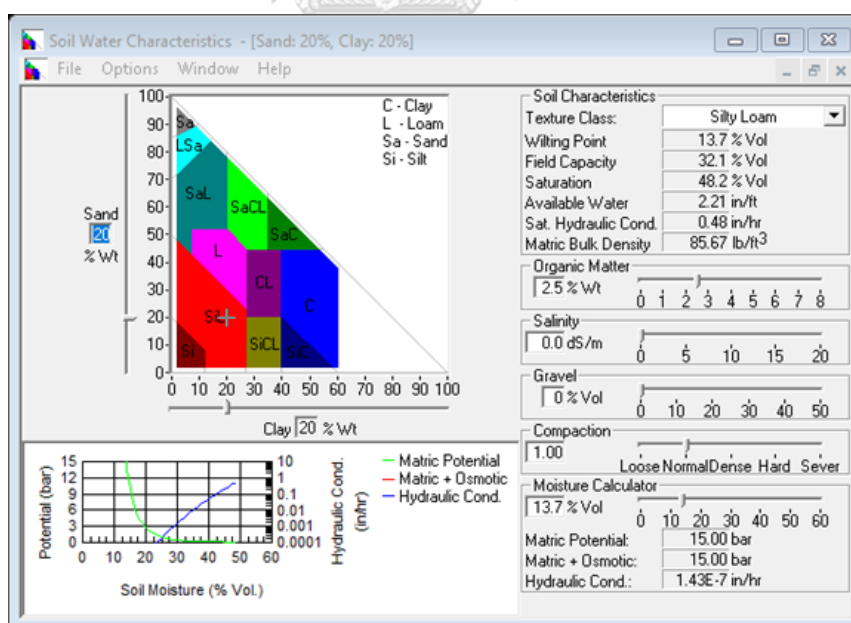 Soil Water Characteristics - [Sand: 20%, Clay: 20%]
File Options Window Help
Sand
20
% Wt
100
90
80
70
60
50
40
30
20
10
0
C - Clay
L - Loam
Sa - Sand
Si - Silt
Sa
LSa
SaL
SaCL
SaC
L
CL
C
SiL
SiCL
SiC
Si
0 10 20 30 40 50 60 70 80 90 100
Clay 20 % Wt
Potential (bar)
15
12
9
6
3
0
10
1
0.1
0.01
0.001
0.0001
Hydraulic Cond.
(in/hr)
0 10 20 30 40 50 60
Soil Moisture (% Vol.)
Matric Potential
Matric + Osmotic
Hydraulic Cond.
Soil Characteristics
Texture Class: Silty Loam
Wilting Point 13.7 % Vol
Field Capacity 32.1 % Vol
Saturation 48.2 % Vol
Available Water 2.21 in/ft
Sat. Hydraulic Cond. 0.48 in/hr
Matric Bulk Density 85.67 lb/ft3
Organic Matter
2.5 % Wt
0 1 2 3 4 5 6 7 8
Salinity
0.0 dS/m
0 5 10 15 20
Gravel
0 % Vol
0 10 20 30 40 50
Compaction
1.00
Loose Normal Dense Hard Sever
Moisture Calculator
13.7 % Vol
0 10 20 30 40 50 60
Matric Potential: 15.00 bar
Matric + Osmotic: 15.00 bar
Hydraulic Cond.: 1.43E-7 in/hr